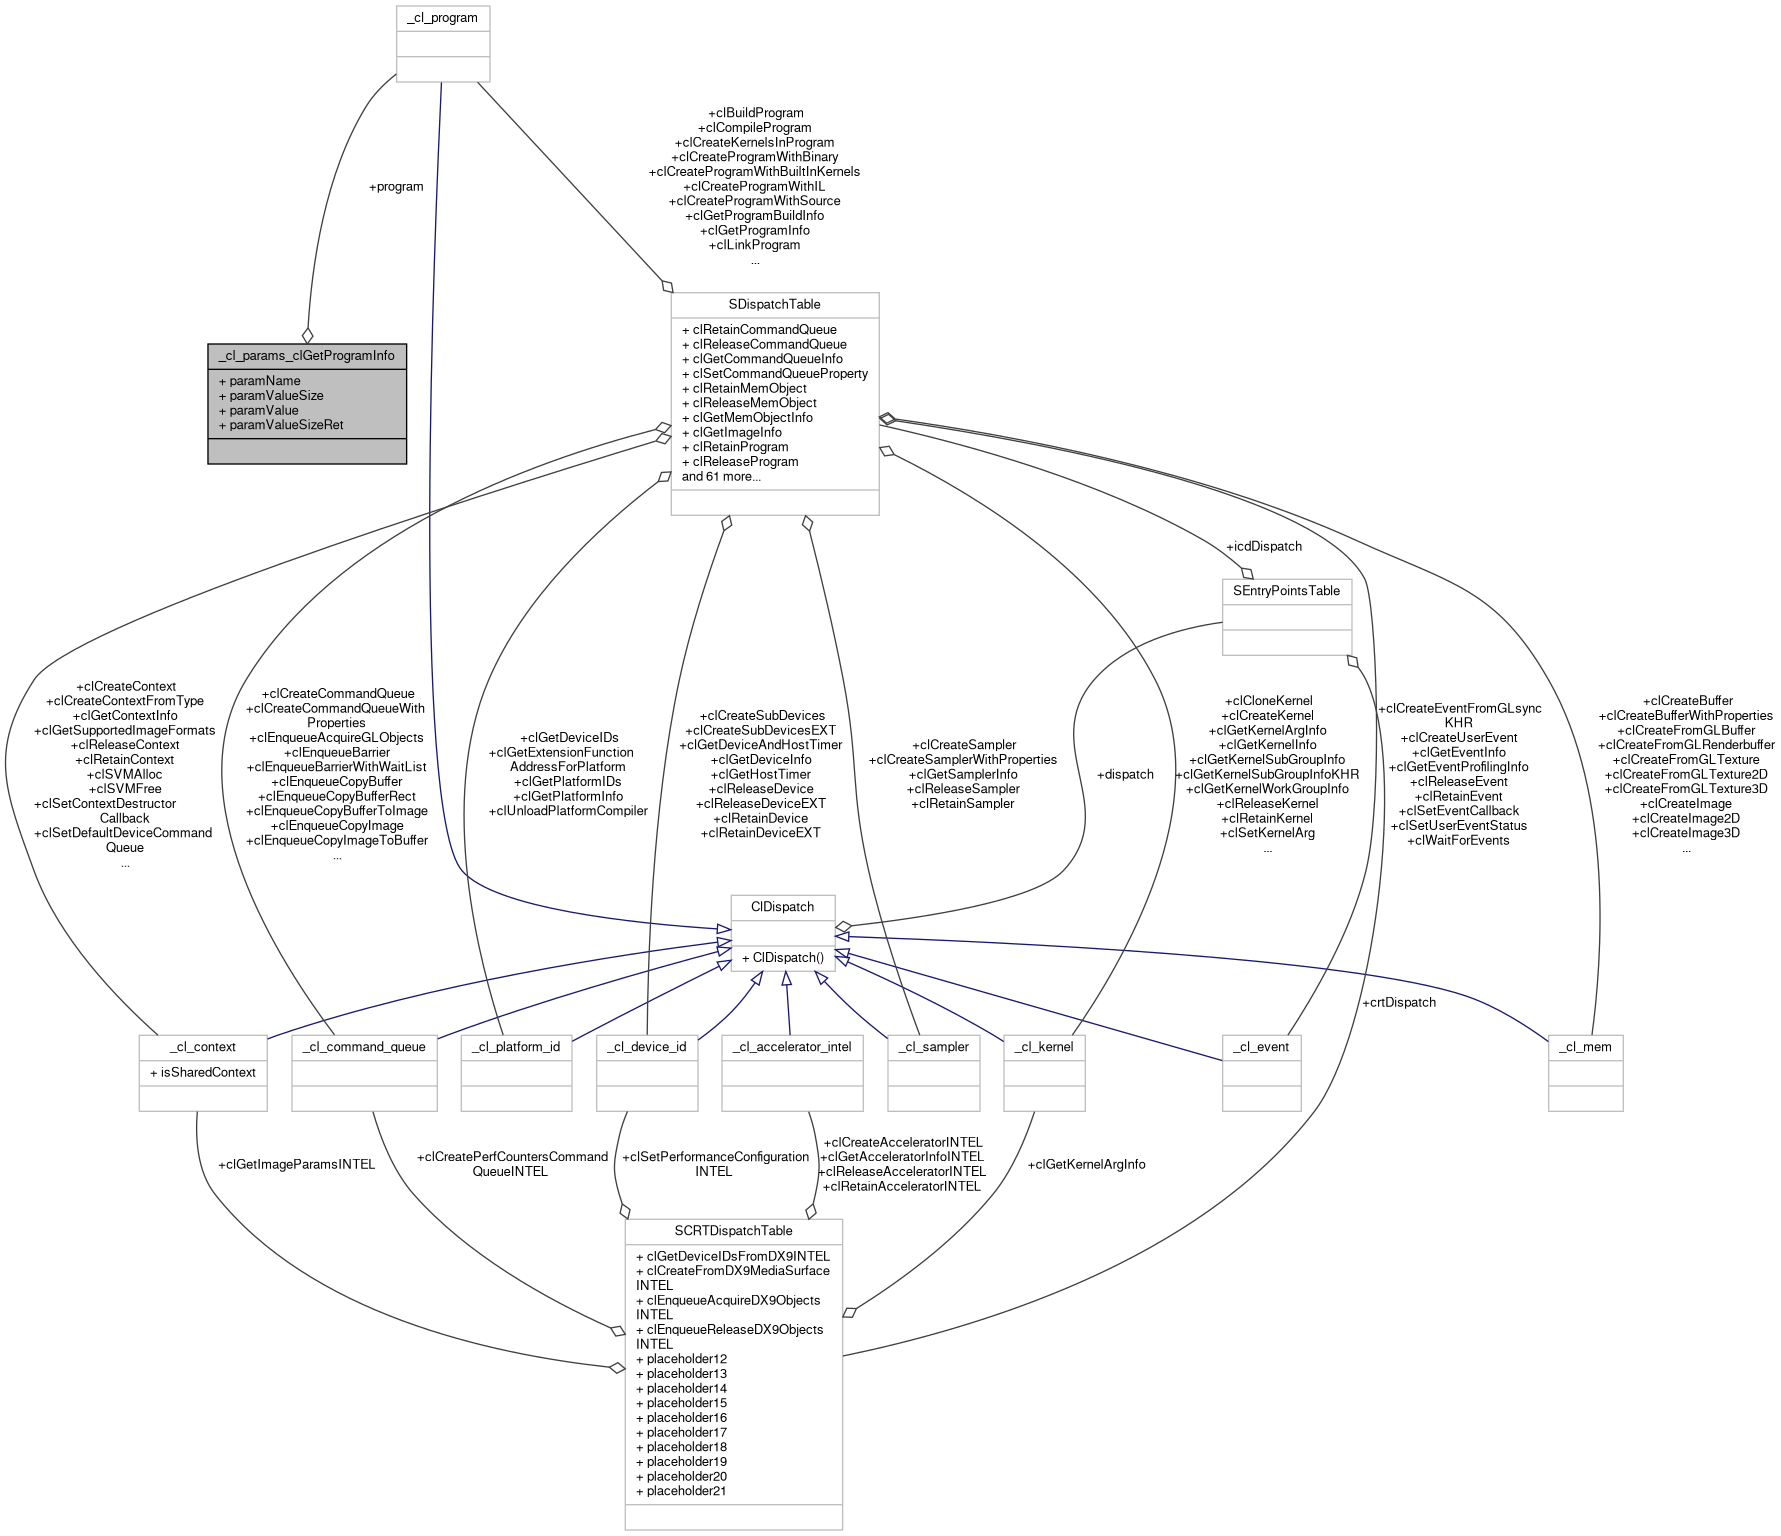 _cl_program
+clBuildProgram
+clCompileProgram
+clCreateKernelsInProgram
+clCreateProgramWithBinary
+clCreateProgramWithBuiltInKernels
+clCreateProgramWithIL
+clCreateProgramWithSource
+clGetProgramBuildInfo
+clGetProgramInfo
+clLinkProgram
...
+program
SDispatchTable
+ clRetainCommandQueue
+ clReleaseCommandQueue
+ clGetCommandQueueInfo
+ clSetCommandQueueProperty
+ clRetainMemObject
+ clReleaseMemObject
+ clGetMemObjectInfo
+ clGetImageInfo
+ clRetainProgram
+ clReleaseProgram
and 61 more...
_cl_params_clGetProgramInfo
+ paramName
+ paramValueSize
+ paramValue
+ paramValueSizeRet
+icdDispatch
SEntryPointsTable
+clCreateContext
+clCreateContextFromType
+clGetContextInfo
+clGetSupportedImageFormats
+clReleaseContext
+clRetainContext
+clSVMAlloc
+clSVMFree
+clSetContextDestructor
Callback
+clSetDefaultDeviceCommand
Queue
...
+clCreateCommandQueue
+clCreateCommandQueueWith
Properties
+clEnqueueAcquireGLObjects
+clEnqueueBarrier
+clEnqueueBarrierWithWaitList
+clEnqueueCopyBuffer
+clEnqueueCopyBufferRect
+clEnqueueCopyBufferToImage
+clEnqueueCopyImage
+clEnqueueCopyImageToBuffer
...
+clGetDeviceIDs
+clGetExtensionFunction
AddressForPlatform
+clGetPlatformIDs
+clGetPlatformInfo
+clUnloadPlatformCompiler
+clCreateSubDevices
+clCreateSubDevicesEXT
+clGetDeviceAndHostTimer
+clGetDeviceInfo
+clGetHostTimer
+clReleaseDevice
+clReleaseDeviceEXT
+clRetainDevice
+clRetainDeviceEXT
+clCreateSampler
+clCreateSamplerWithProperties
+clGetSamplerInfo
+clReleaseSampler
+clRetainSampler
+dispatch
+clCloneKernel
+clCreateKernel
+clGetKernelArgInfo
+clGetKernelInfo
+clGetKernelSubGroupInfo
+clGetKernelSubGroupInfoKHR
+clGetKernelWorkGroupInfo
+clReleaseKernel
+clRetainKernel
+clSetKernelArg
...
+clCreateEventFromGLsync
KHR
+clCreateUserEvent
+clGetEventInfo
+clGetEventProfilingInfo
+clReleaseEvent
+clRetainEvent
+clSetEventCallback
+clSetUserEventStatus
+clWaitForEvents
+clCreateBuffer
+clCreateBufferWithProperties
+clCreateFromGLBuffer
+clCreateFromGLRenderbuffer
+clCreateFromGLTexture
+clCreateFromGLTexture2D
+clCreateFromGLTexture3D
+clCreateImage
+clCreateImage2D
+clCreateImage3D
...
ClDispatch
+ ClDispatch()
+crtDispatch
_cl_context
+ isSharedContext
_cl_command_queue
_cl_platform_id
_cl_device_id
_cl_accelerator_intel
_cl_sampler
_cl_kernel
_cl_event
_cl_mem
+clGetImageParamsINTEL
+clCreatePerfCountersCommand
QueueINTEL
+clSetPerformanceConfiguration
INTEL
+clCreateAcceleratorINTEL
+clGetAcceleratorInfoINTEL
+clReleaseAcceleratorINTEL
+clRetainAcceleratorINTEL
+clGetKernelArgInfo
SCRTDispatchTable
+ clGetDeviceIDsFromDX9INTEL
+ clCreateFromDX9MediaSurface
INTEL
+ clEnqueueAcquireDX9Objects
INTEL
+ clEnqueueReleaseDX9Objects
INTEL
+ placeholder12
+ placeholder13
+ placeholder14
+ placeholder15
+ placeholder16
+ placeholder17
+ placeholder18
+ placeholder19
+ placeholder20
+ placeholder21